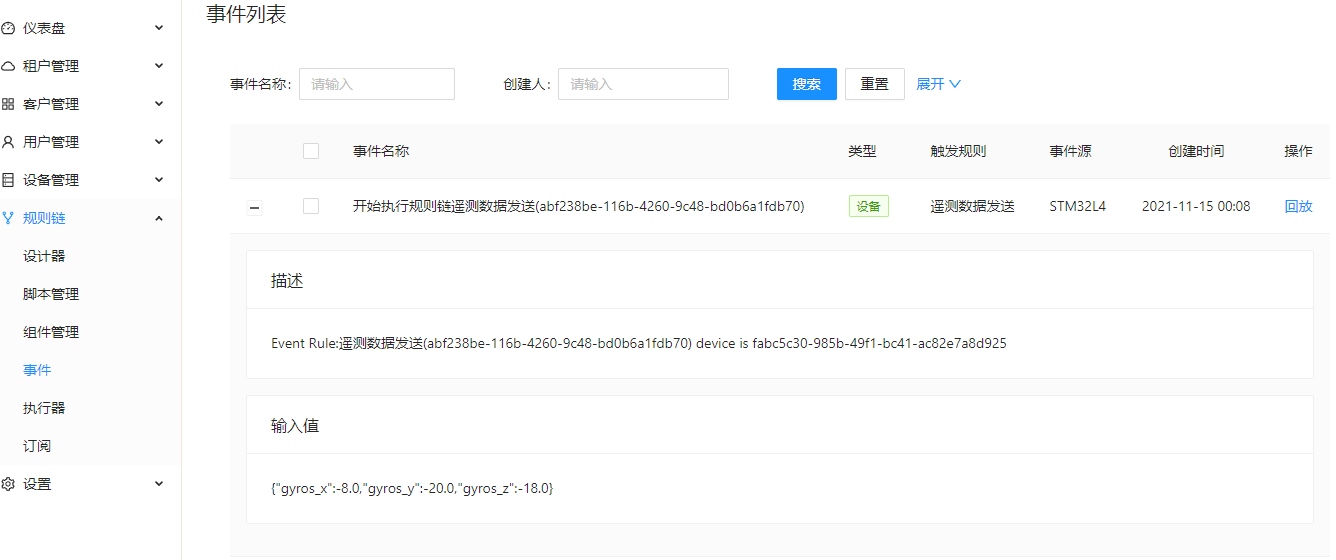 事件列表
仪表盘
租户管理
客户管理
用户管理
设备管理
规则链
设计器
脚本管理
组件管理
事件
执行器
订阅
设置
事件名称: 请输入 创建人: 请输入 搜索 重置 展开
事件名称 类型 触发规则 事件源 创建时间 操作
开始执行规则链遥测数据发送(abf238be-116b-4260-9c48-bd0b6a1fdb70) 设备 遥测数据发送 STM32L4 2021-11-15 00:08 回放
描述
Event Rule:遥测数据发送(abf238be-116b-4260-9c48-bd0b6a1fdb70) device is fabc5c30-985b-49f1-bc41-ac82e7a8d925
输入值
{"gyros_x":-8.0,"gyros_y":-20.0,"gyros_z":-18.0}